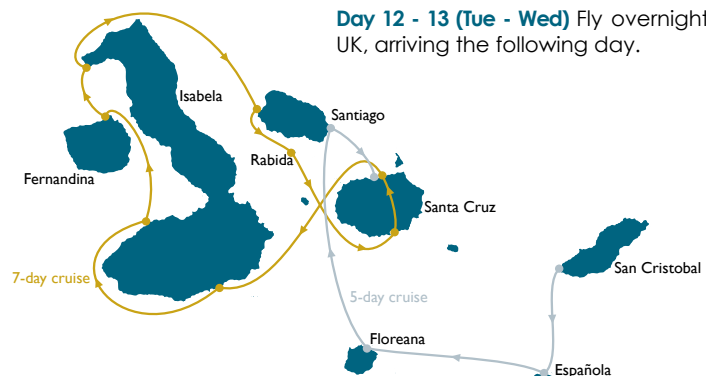 Day 12 - 13 (Tue - Wed) Fly overnight
UK, arriving the following day.
Isabela
Santiago
Rabida
Fernandina
Santa Cruz
San Cristobal
7-day cruise
5-day cruise
Floreana
Española